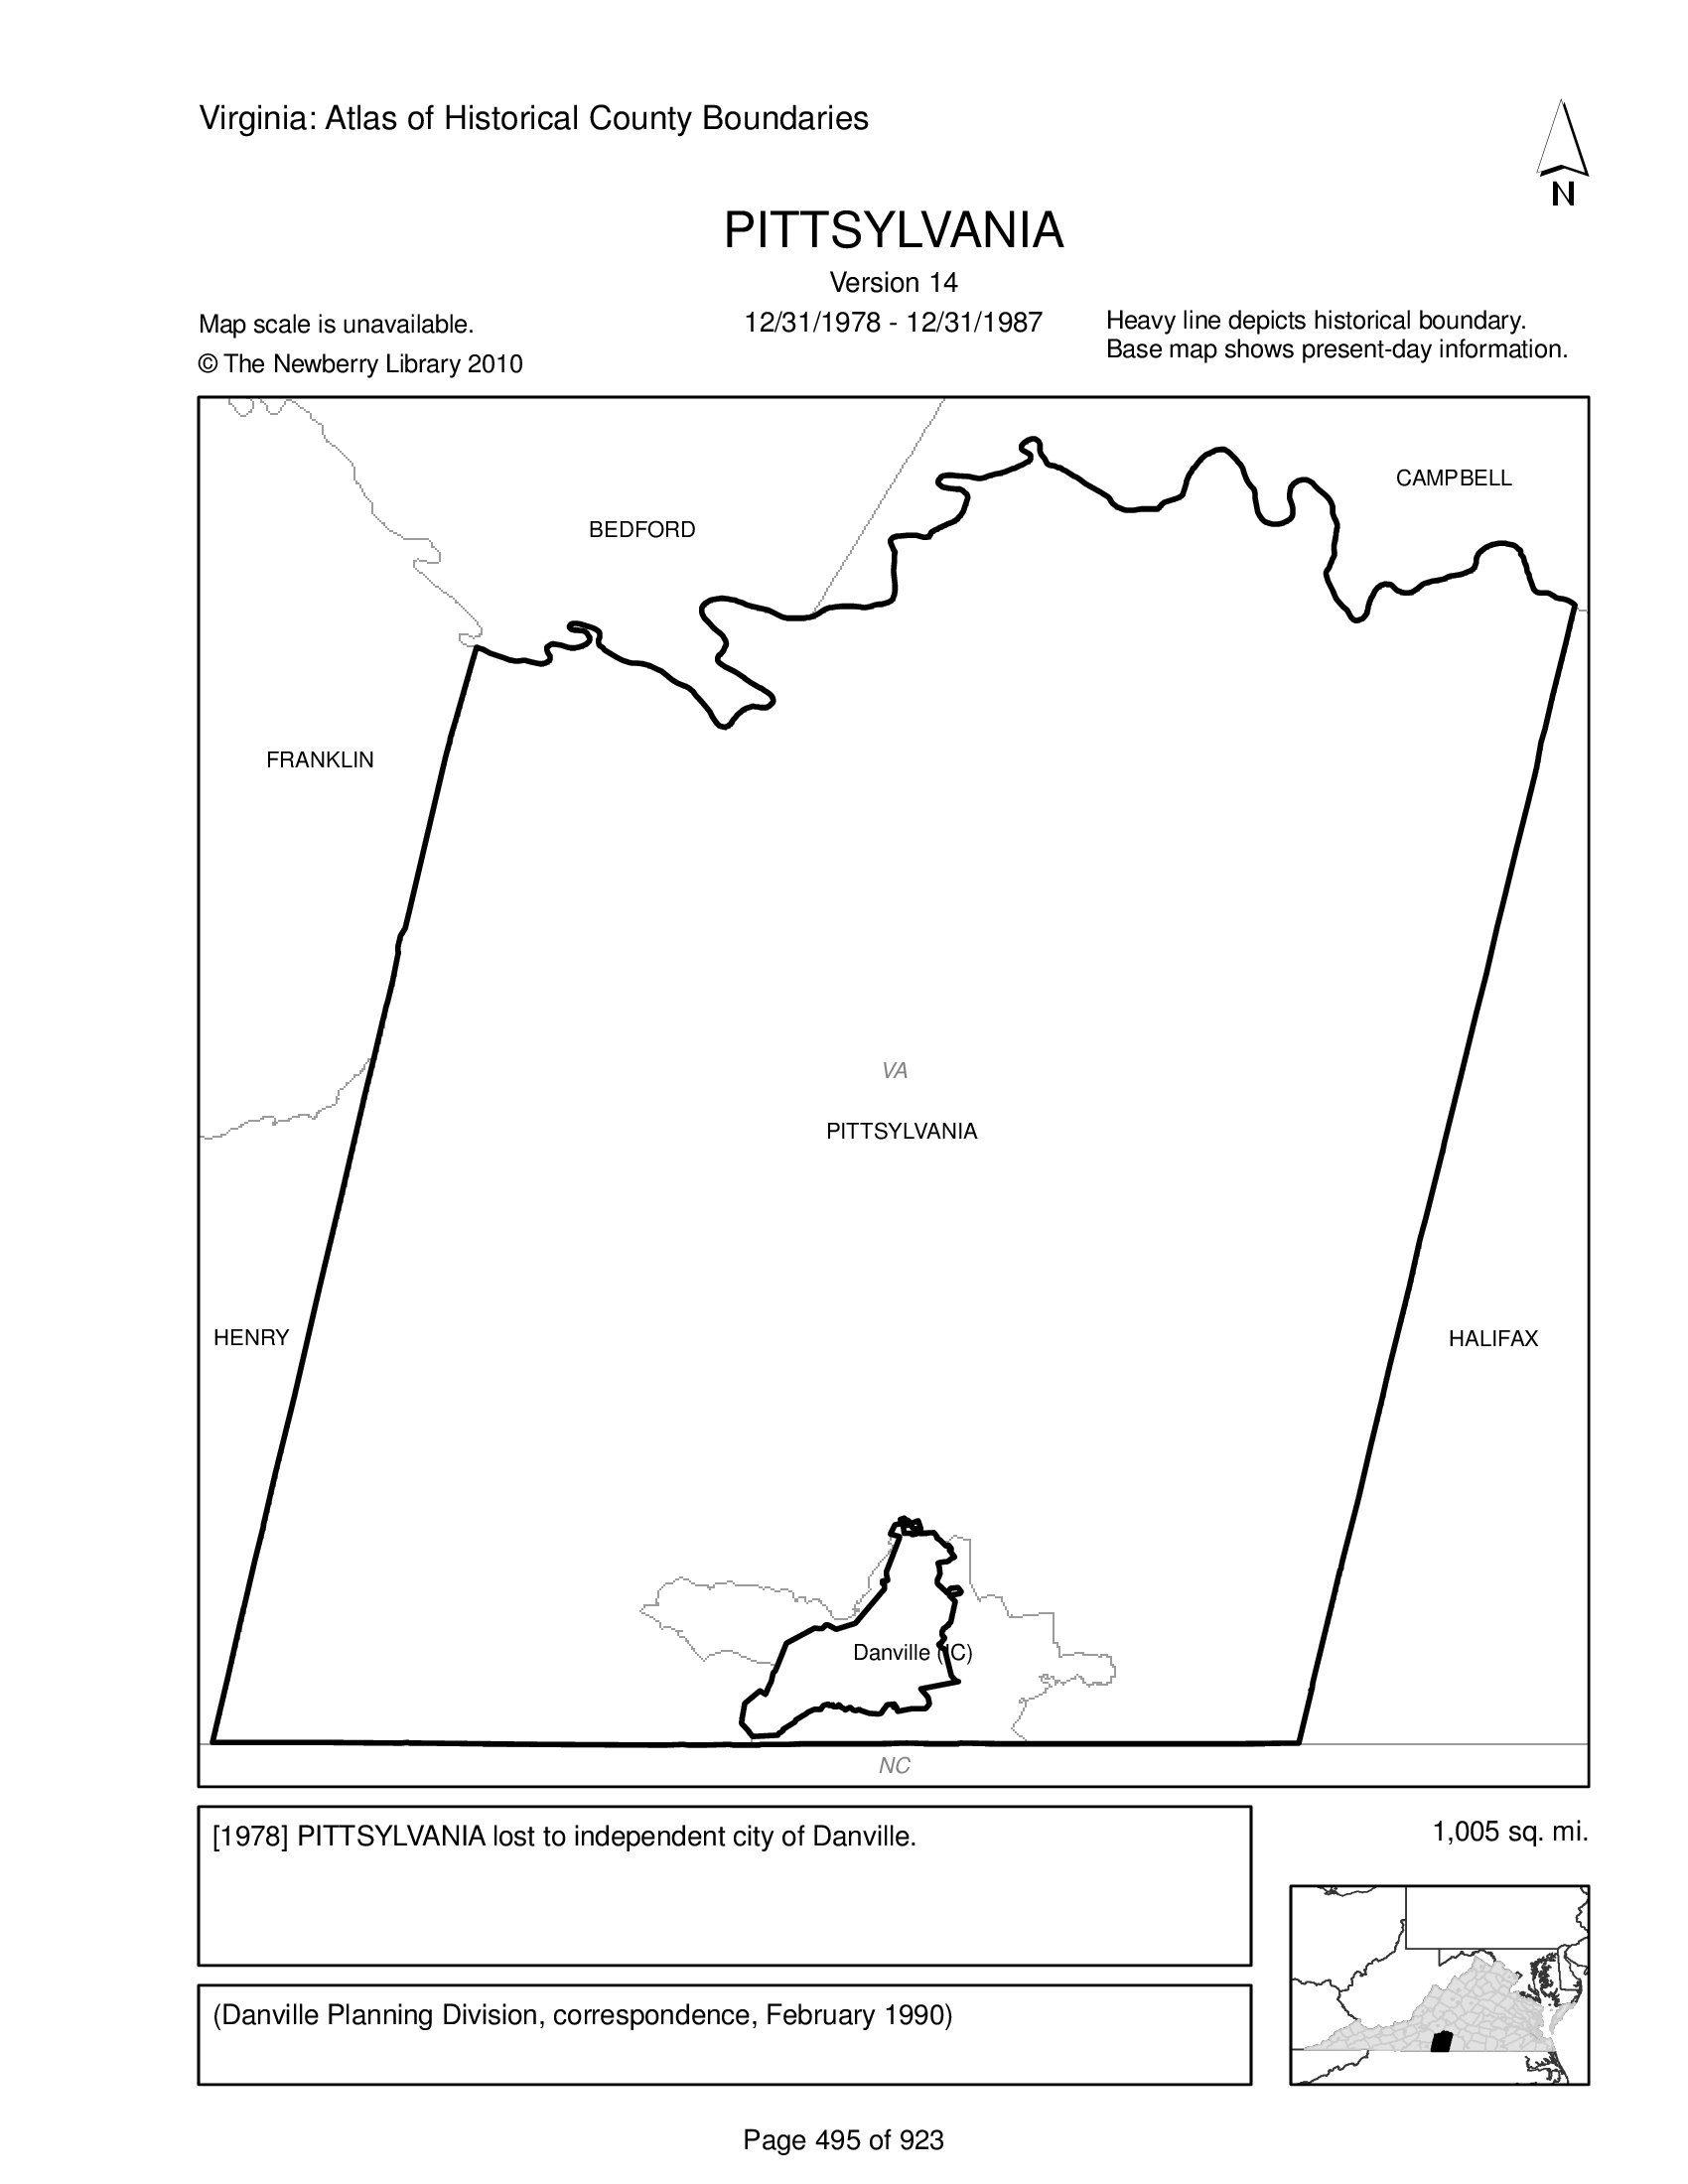 Virginia: Atlas of Historical County Boundaries
N
PITTSYLVANIA
Version 14
12/31/1978 - 12/31/1987
Map scale is unavailable.
© The Newberry Library 2010
Heavy line depicts historical boundary.
Base map shows present-day information.
CAMPBELL
BEDFORD
FRANKLIN
VA
PITTSYLVANIA
HENRY
HALIFAX
Danville (IC)
NC
[1978] PITTSYLVANIA lost to independent city of Danville.
1,005 sq. mi.
(Danville Planning Division, correspondence, February 1990)
Page 495 of 923